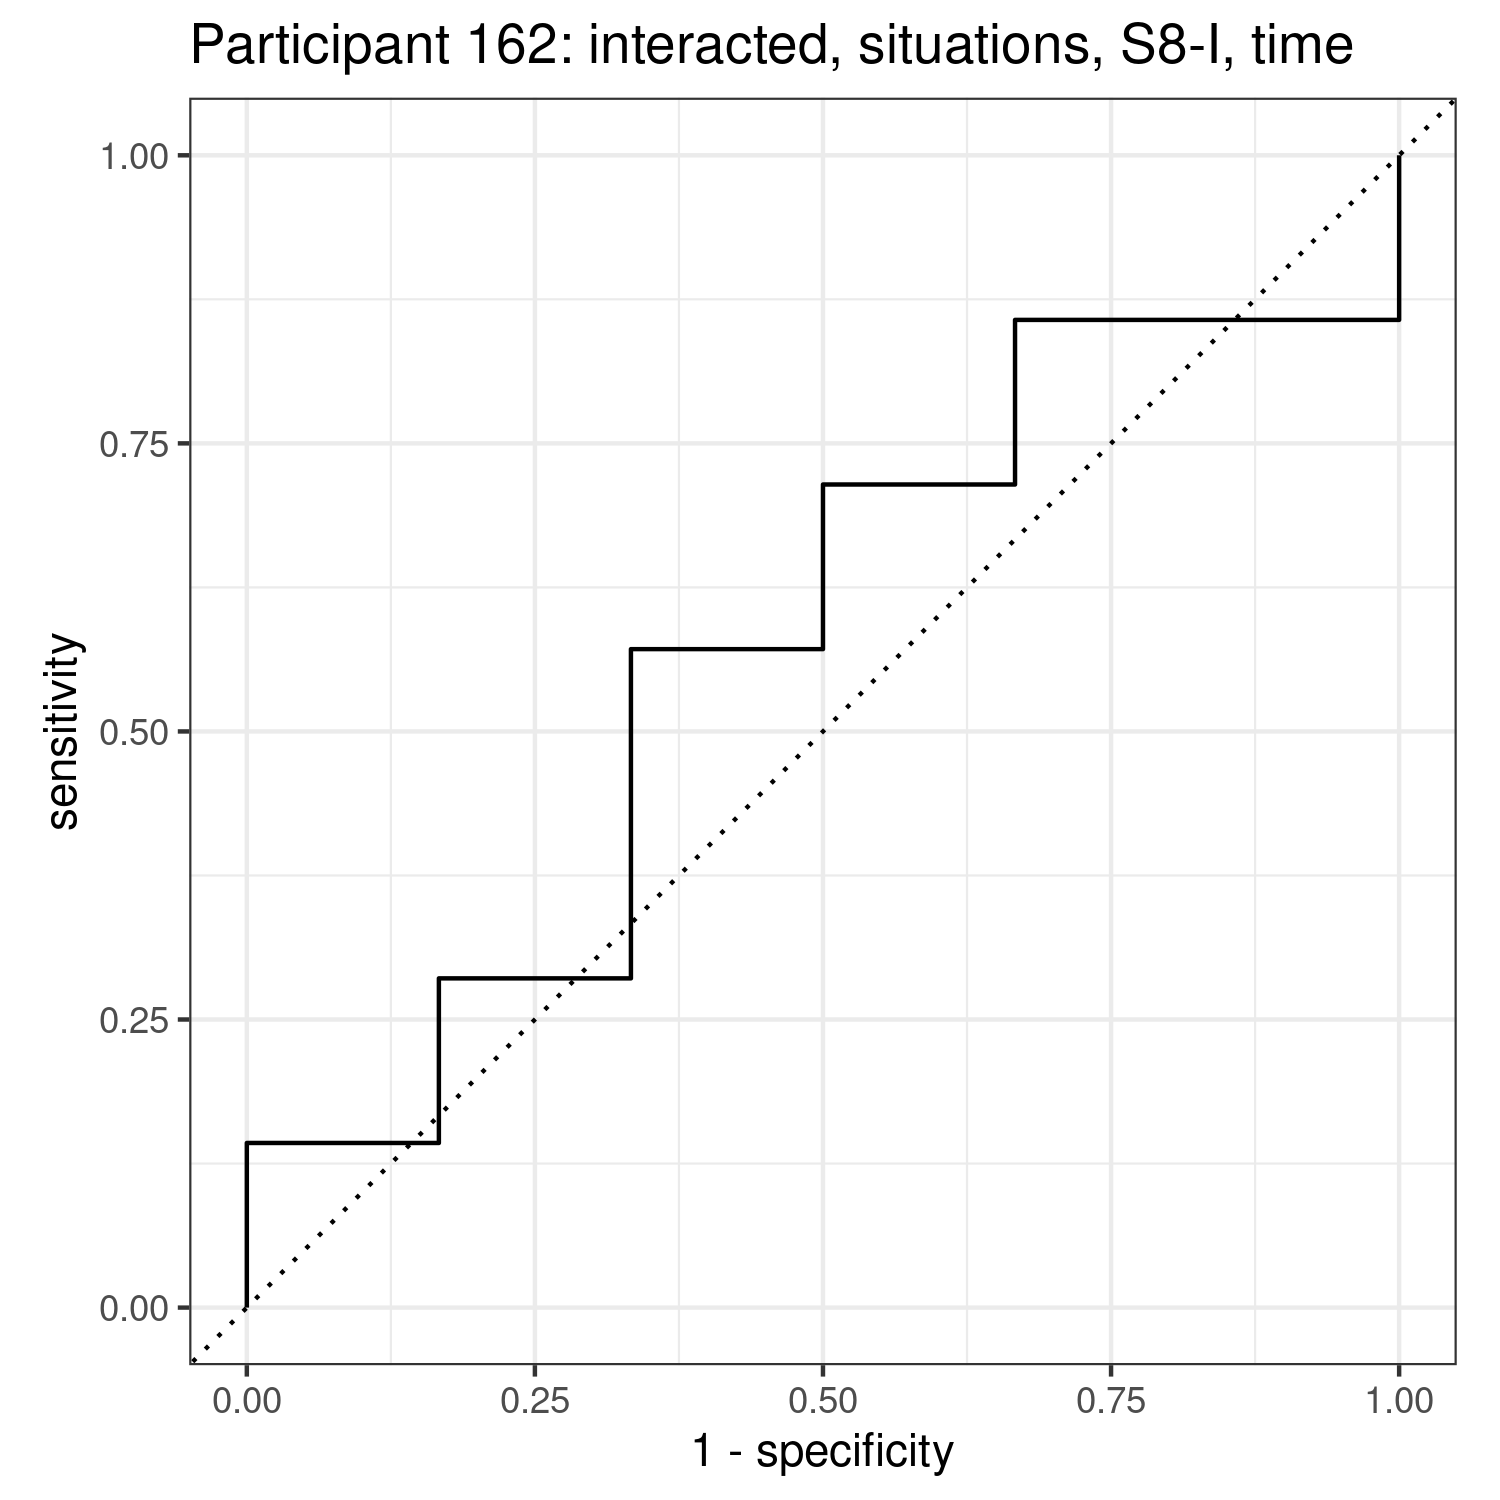 Participant 162: interacted, situations, S8-I, time
1.00
0.75
0.50
0.25
0.00
sensitivity
0.00 0.25 0.50 0.75 1.00
1 - specificity